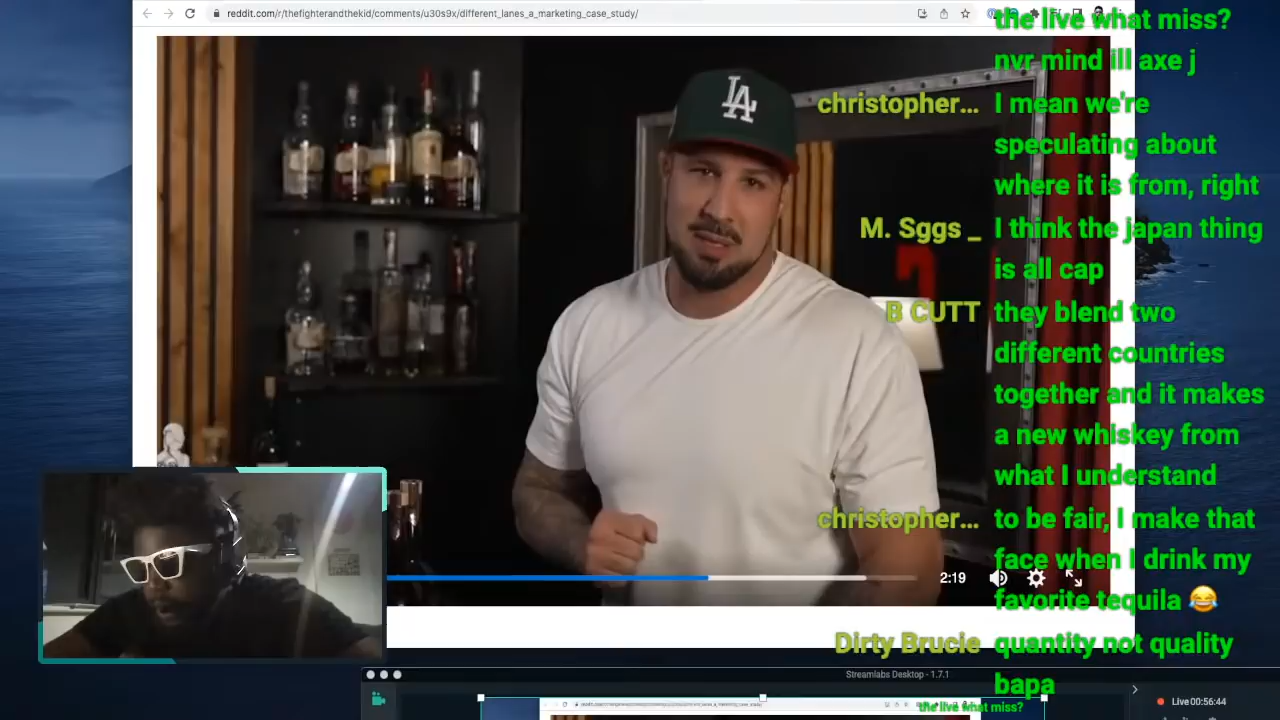 reddit.com/r/thefighterandthekid/comments/u30s9x/different_lanes_a_marketing_case_study/
the live what miss?
nvr mind ill axe j
christopher... I mean we're
speculating about
where it is from, right
M. Sggs _ I think the japan thing
is all cap
B CUTT they blend two
different countries
together and it makes
a new whiskey from
what I understand
christopher... to be fair, I make that
face when I drink my
favorite tequila 😂
Dirty Brucie quantity not quality
bapa
LA
2:19
Streamlabs Desktop - 1.7.1
the live what miss?
Live 00:56:44